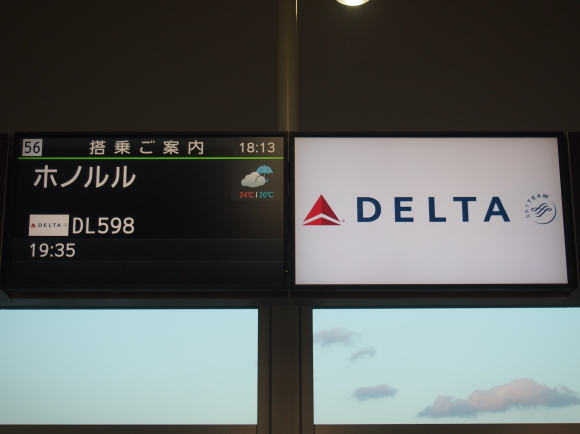 56 搭乗ご案内 18:13
ホノルル
24℃ | 20℃
DELTA DL598
19:35
DELTA SKYTEAM